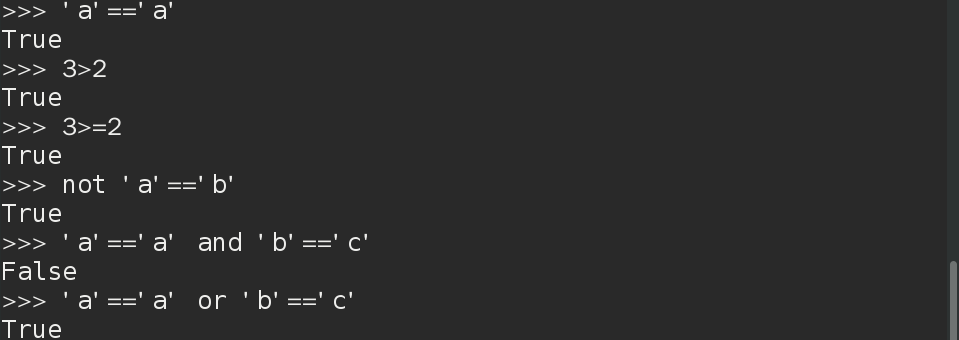 >>> 'a'=='a'
True
>>> 3>2
True
>>> 3>=2
True
>>> not 'a'=='b'
True
>>> 'a'=='a' and 'b'=='c'
False
>>> 'a'=='a' or 'b'=='c'
True